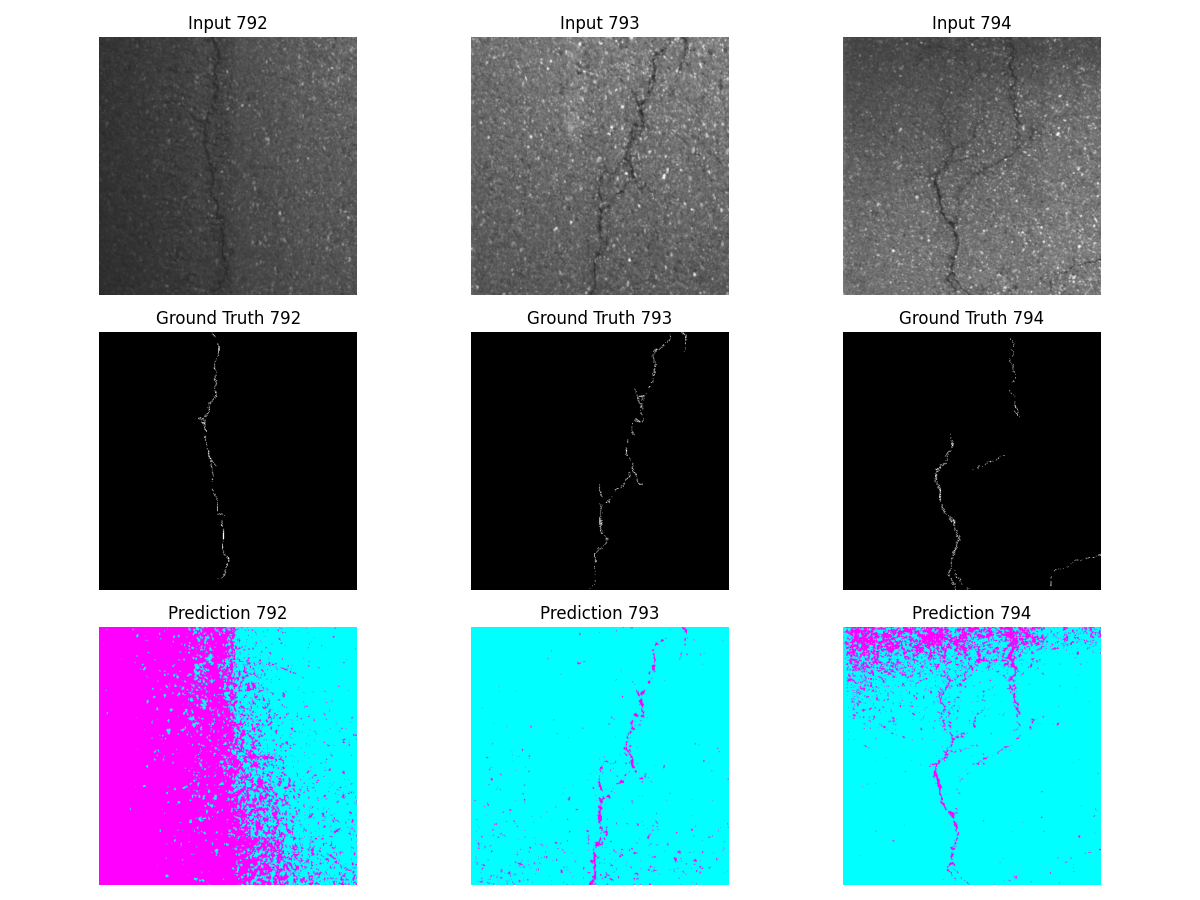 Input 792
Input 793
Input 794
Ground Truth 792
Ground Truth 793
Ground Truth 794
Prediction 792
Prediction 793
Prediction 794